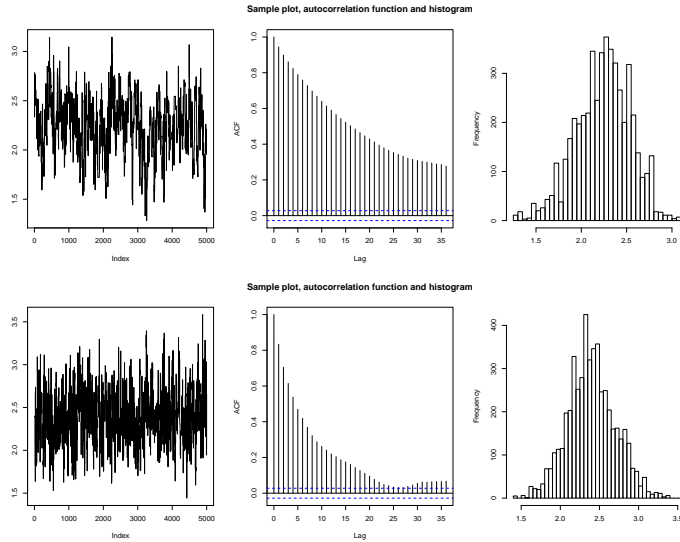 Sample plot, autocorrelation function and histogram
3.0
2.5
2.0
1.5
0 1000 2000 3000 4000 5000
Index
ACF
1.0
0.8
0.6
0.4
0.2
0.0
0 5 10 15 20 25 30 35
Lag
Frequency
300
200
100
0
1.5 2.0 2.5 3.0
Sample plot, autocorrelation function and histogram
3.5
3.0
2.5
2.0
1.5
0 1000 2000 3000 4000 5000
Index
ACF
1.0
0.8
0.6
0.4
0.2
0.0
0 5 10 15 20 25 30 35
Lag
Frequency
400
300
200
100
0
1.5 2.0 2.5 3.0 3.5